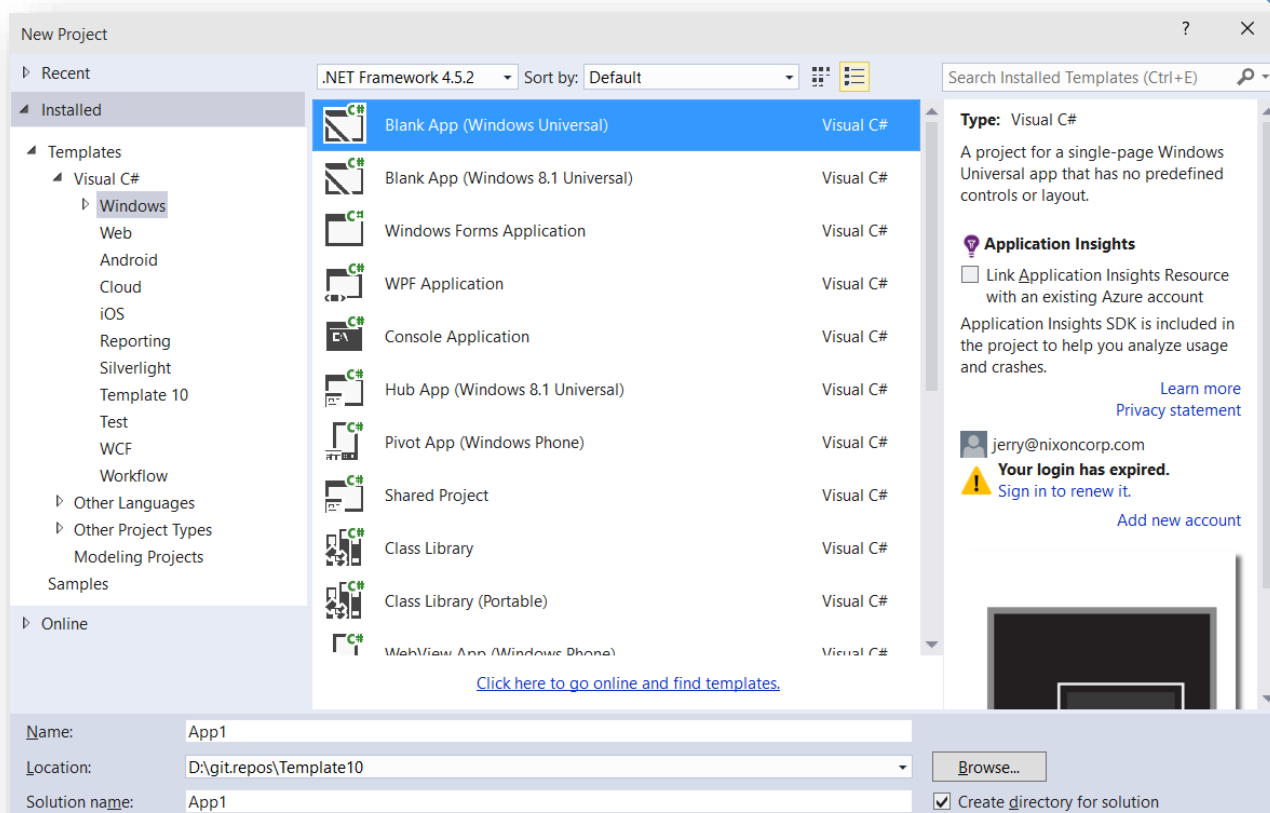 New Project
?
Recent
Installed
Templates
Visual C#
Windows
Web
Android
Cloud
iOS
Reporting
Silverlight
Template 10
Test
WCF
Workflow
Other Languages
Other Project Types
Modeling Projects
Samples
Online
.NET Framework 4.5.2 Sort by: Default
Search Installed Templates (Ctrl+E)
C# Blank App (Windows Universal) Visual C#
C# Blank App (Windows 8.1 Universal) Visual C#
C# Windows Forms Application Visual C#
C# WPF Application Visual C#
C# Console Application Visual C#
C# Hub App (Windows 8.1 Universal) Visual C#
C# Pivot App (Windows Phone) Visual C#
C# Shared Project Visual C#
C# Class Library Visual C#
C# Class Library (Portable) Visual C#
C# WebView App (Windows Phone) Visual C#
Click here to go online and find templates.
Type: Visual C#
A project for a single-page Windows
Universal app that has no predefined
controls or layout.
Application Insights
Link Application Insights Resource
with an existing Azure account
Application Insights SDK is included in
the project to help you analyze usage
and crashes.
Learn more
Privacy statement
jerry@nixoncorp.com
Your login has expired.
Sign in to renew it.
Add new account
Name: App1
Location: D:\git.repos\Template10 Browse...
Solution name: App1 Create directory for solution